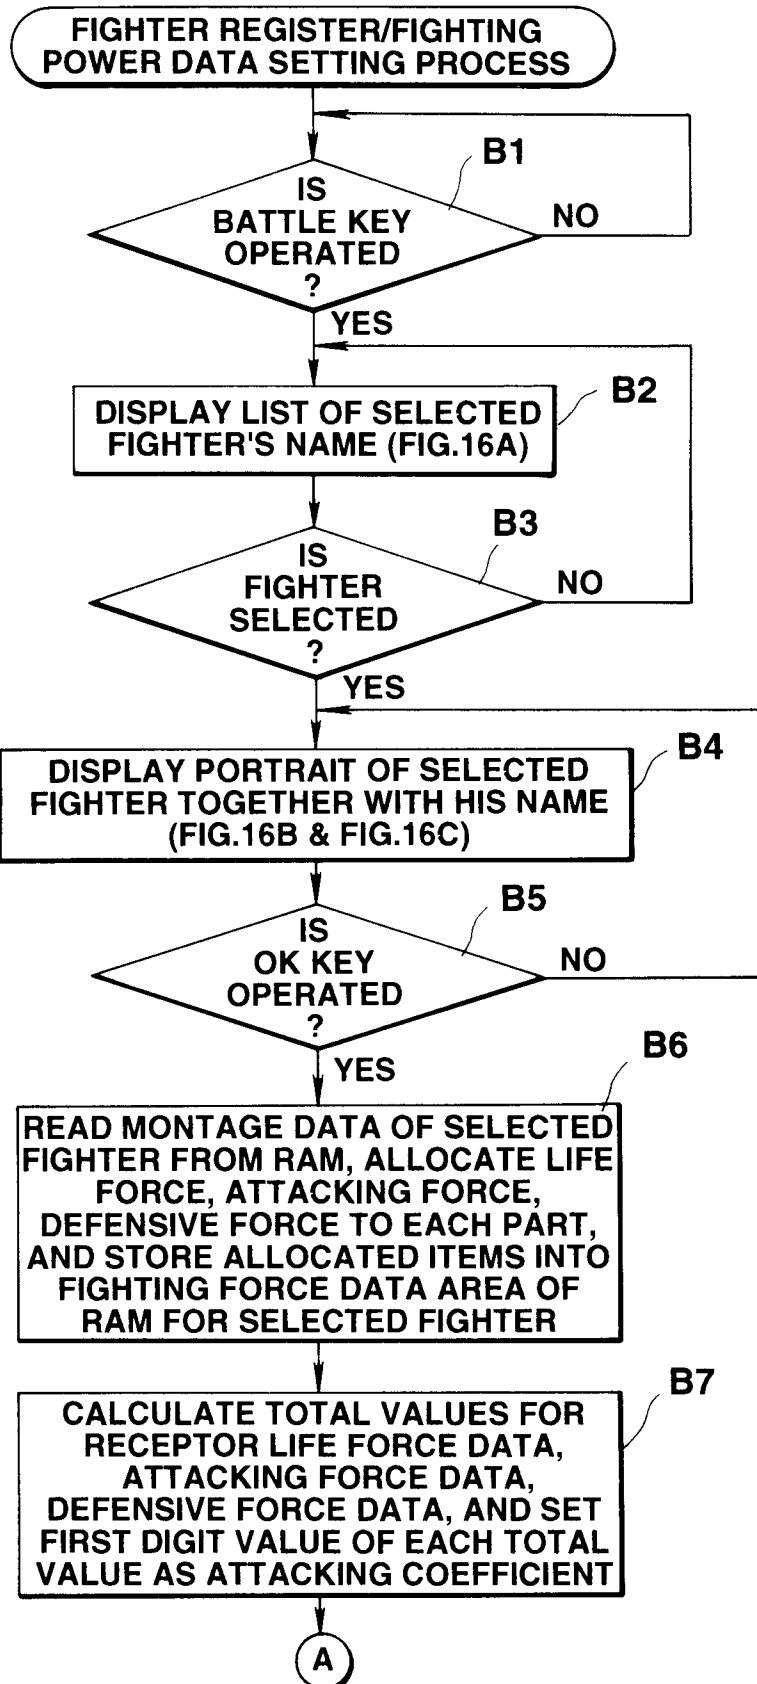 FIGHTER REGISTER/FIGHTING
POWER DATA SETTING PROCESS
B1
IS
BATTLE KEY
OPERATED
?
NO
YES
B2
DISPLAY LIST OF SELECTED
FIGHTER'S NAME (FIG.16A)
B3
IS
FIGHTER
SELECTED
?
NO
YES
B4
DISPLAY PORTRAIT OF SELECTED
FIGHTER TOGETHER WITH HIS NAME
(FIG.16B & FIG.16C)
B5
IS
OK KEY
OPERATED
?
NO
YES
B6
READ MONTAGE DATA OF SELECTED
FIGHTER FROM RAM, ALLOCATE LIFE
FORCE, ATTACKING FORCE,
DEFENSIVE FORCE TO EACH PART,
AND STORE ALLOCATED ITEMS INTO
FIGHTING FORCE DATA AREA OF
RAM FOR SELECTED FIGHTER
B7
CALCULATE TOTAL VALUES FOR
RECEPTOR LIFE FORCE DATA,
ATTACKING FORCE DATA,
DEFENSIVE FORCE DATA, AND SET
FIRST DIGIT VALUE OF EACH TOTAL
VALUE AS ATTACKING COEFFICIENT
A